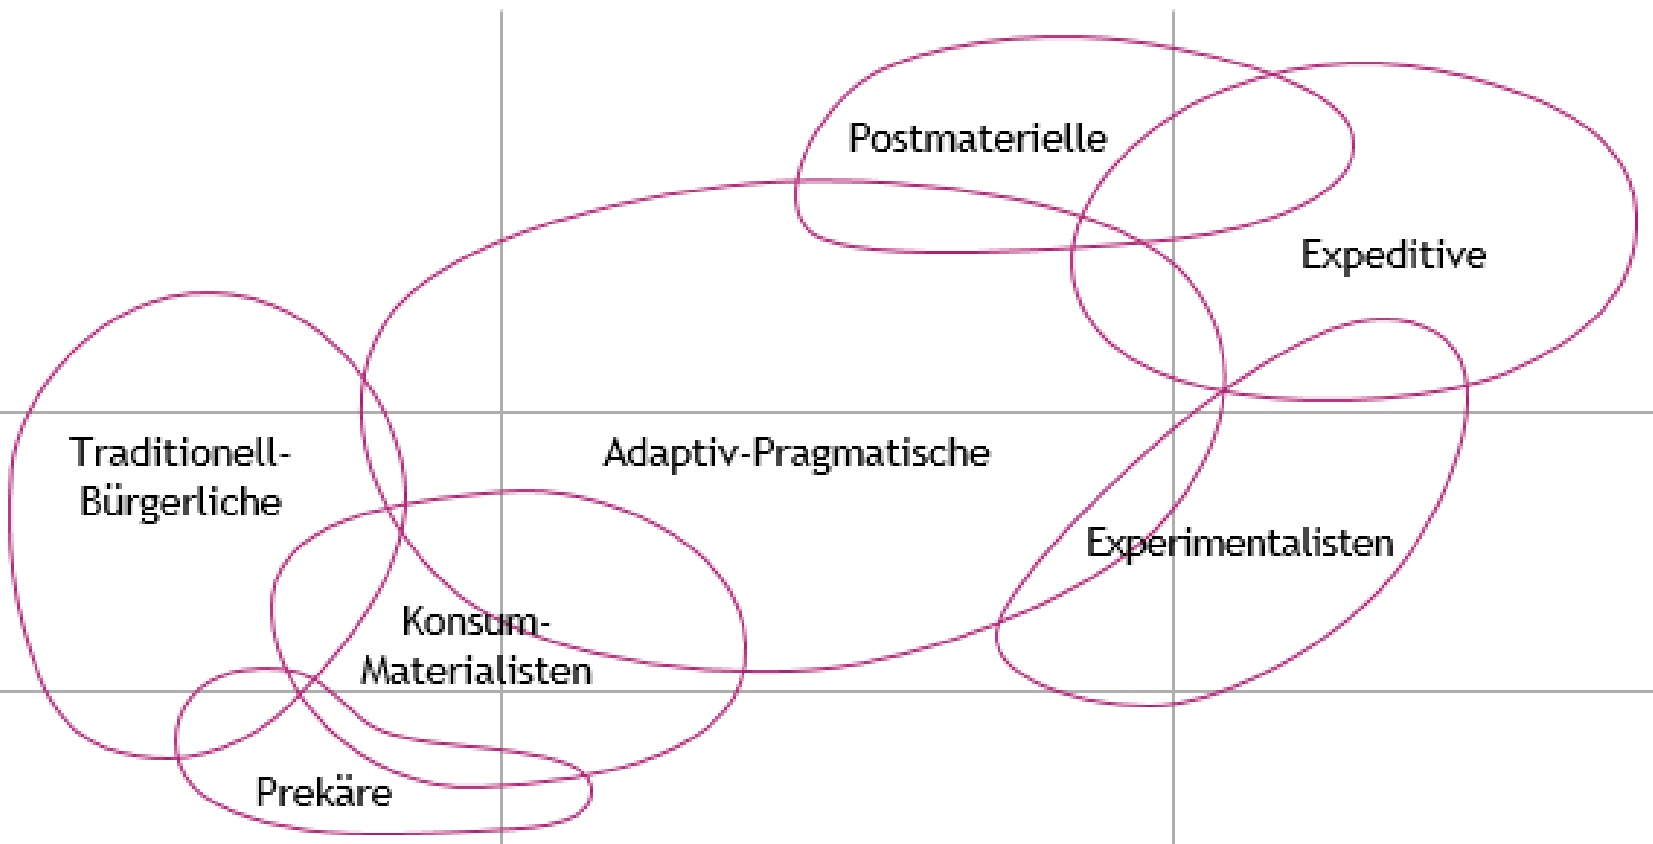 Postmaterielle
Expeditive
Traditionell-
Bürgerliche
Adaptiv-Pragmatische
Experimentalisten
Konsum-
Materialisten
Prekäre